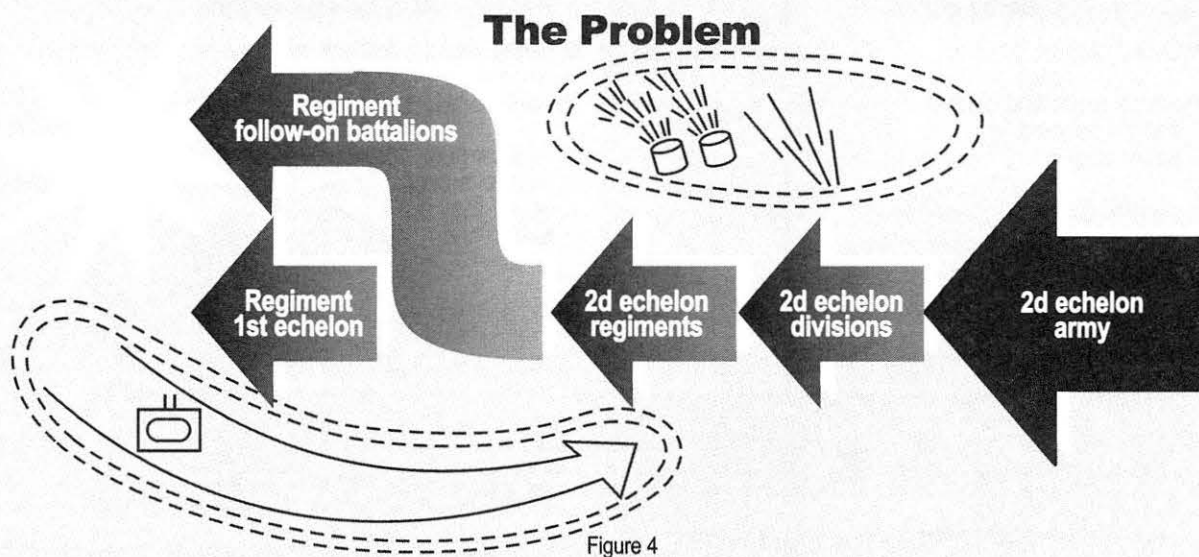 The Problem
Regiment
follow-on battalions
Regiment
1st echelon
2d echelon
regiments
2d echelon
divisions
2d echelon
army
Figure 4